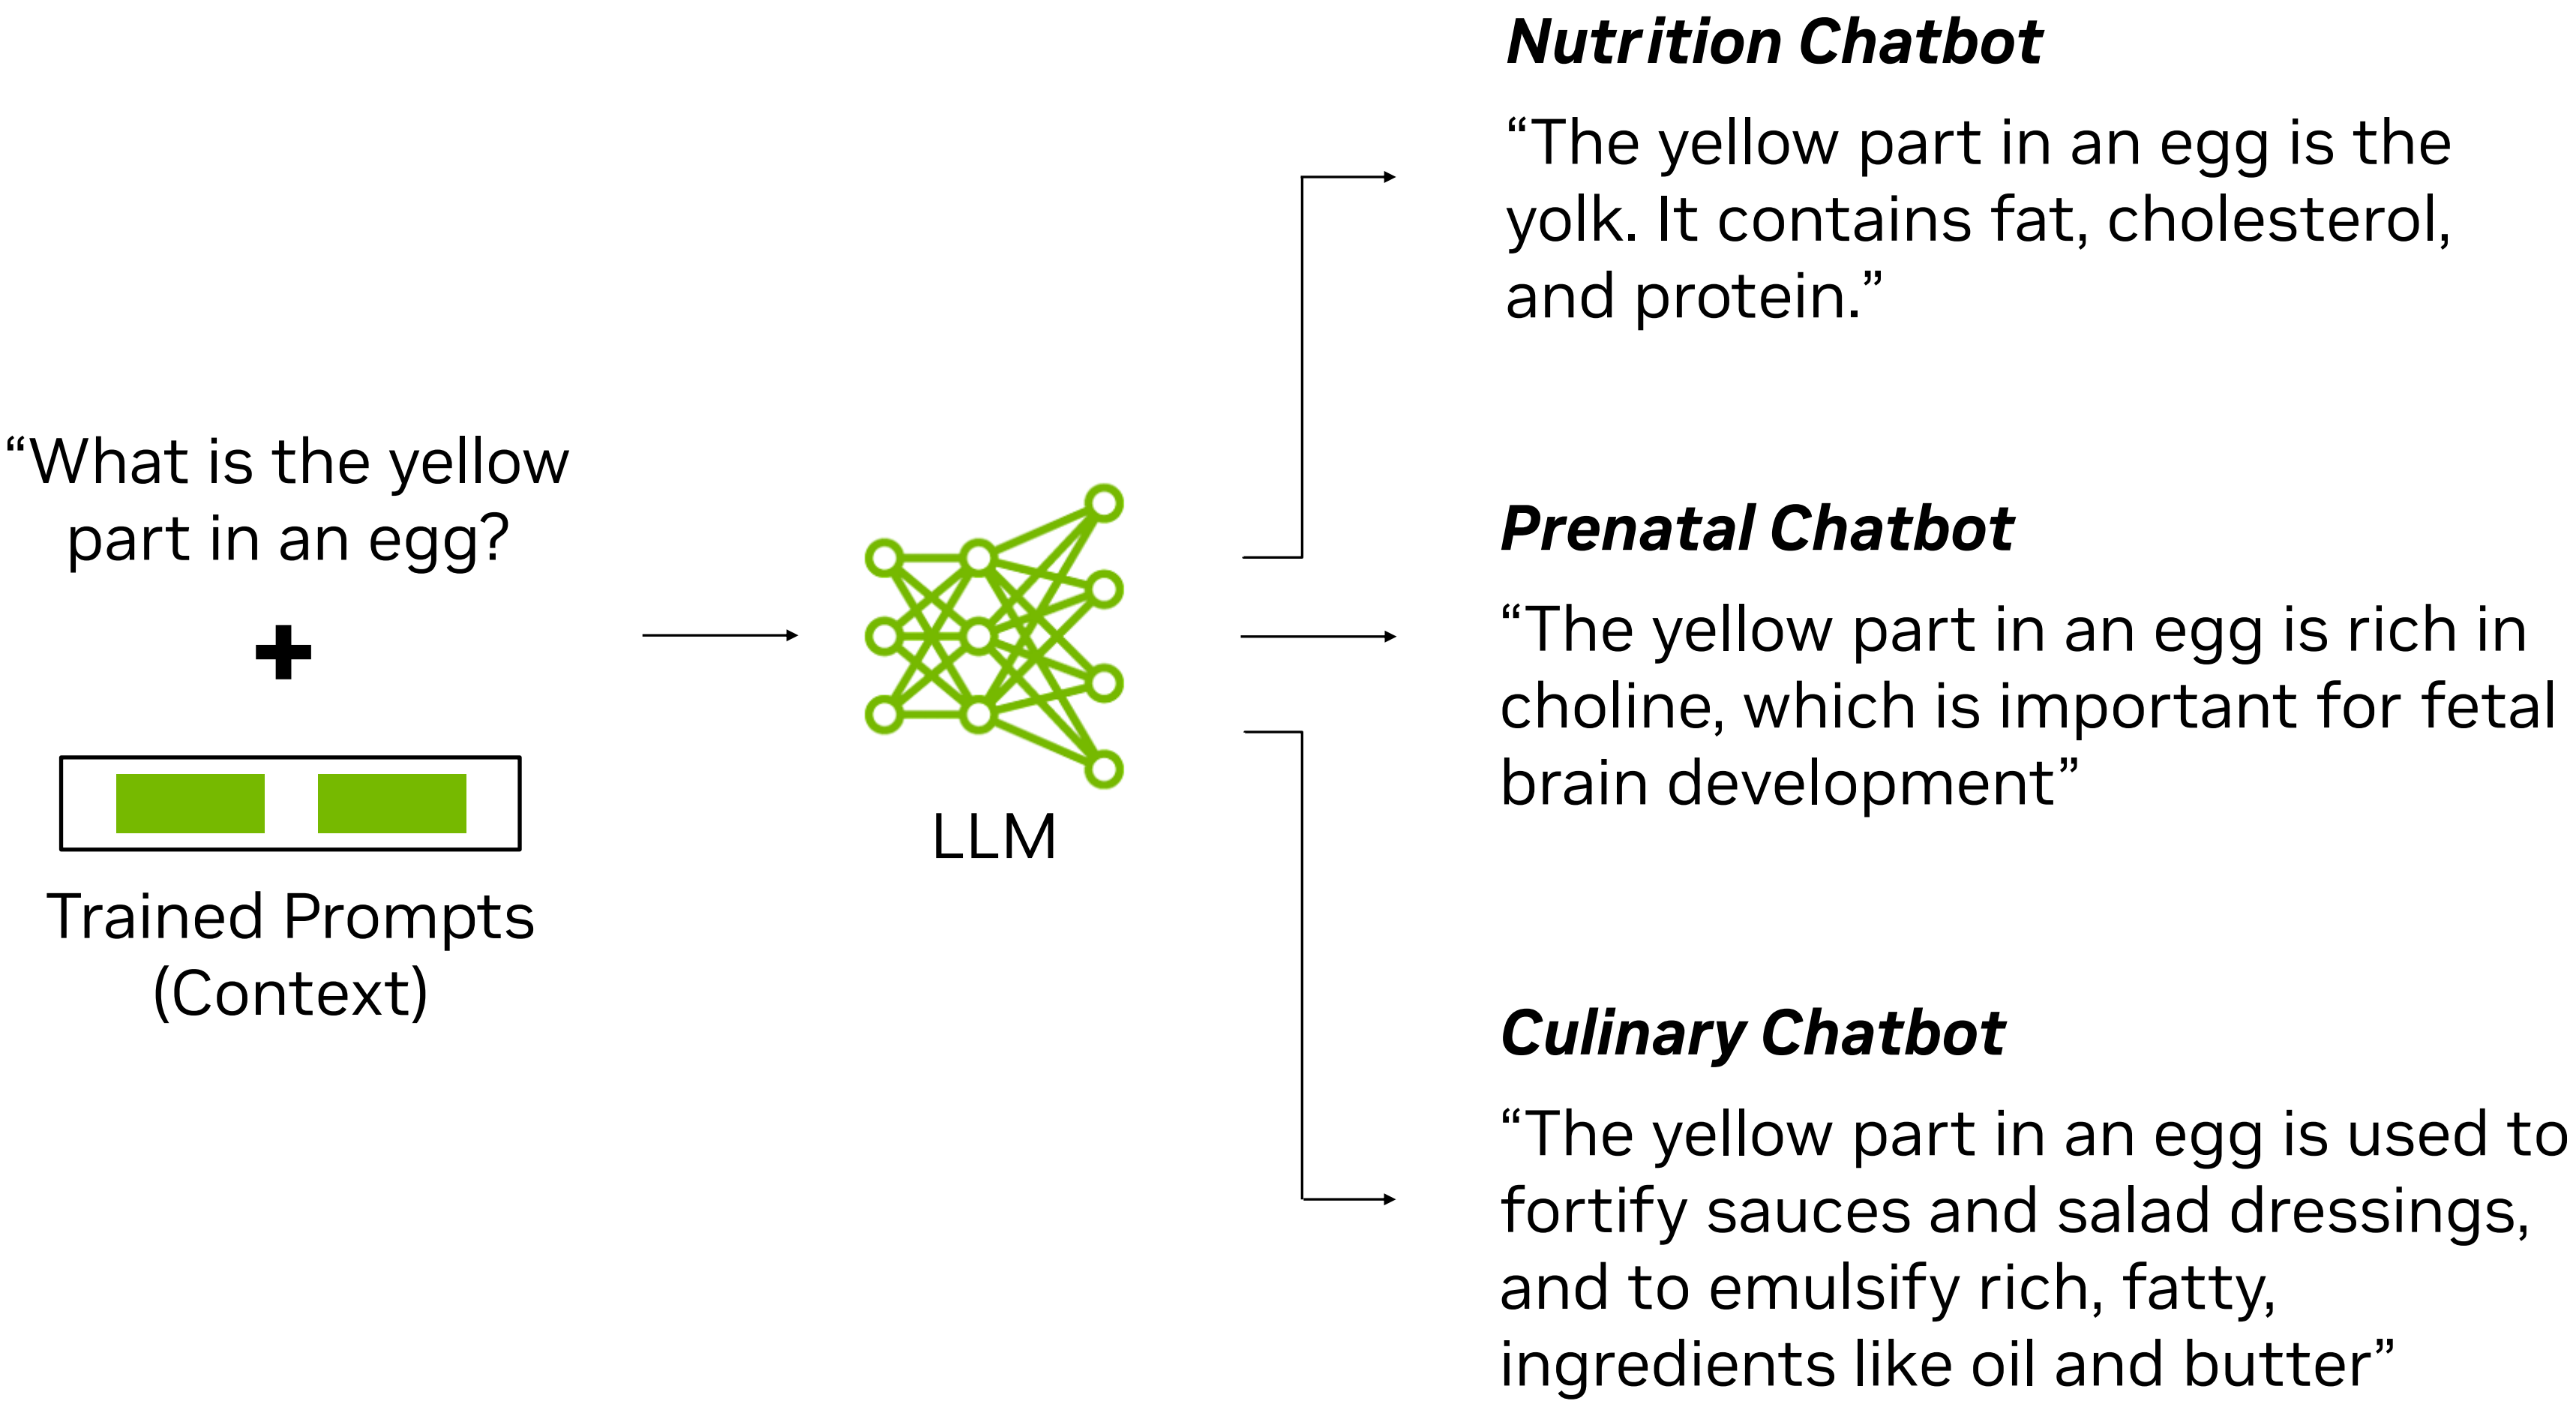 “What is the yellow
part in an egg?
+
Trained Prompts
(Context)
LLM
Nutrition Chatbot
“The yellow part in an egg is the
yolk. It contains fat, cholesterol,
and protein.”
Prenatal Chatbot
“The yellow part in an egg is rich in
choline, which is important for fetal
brain development”
Culinary Chatbot
“The yellow part in an egg is used to
fortify sauces and salad dressings,
and to emulsify rich, fatty,
ingredients like oil and butter”